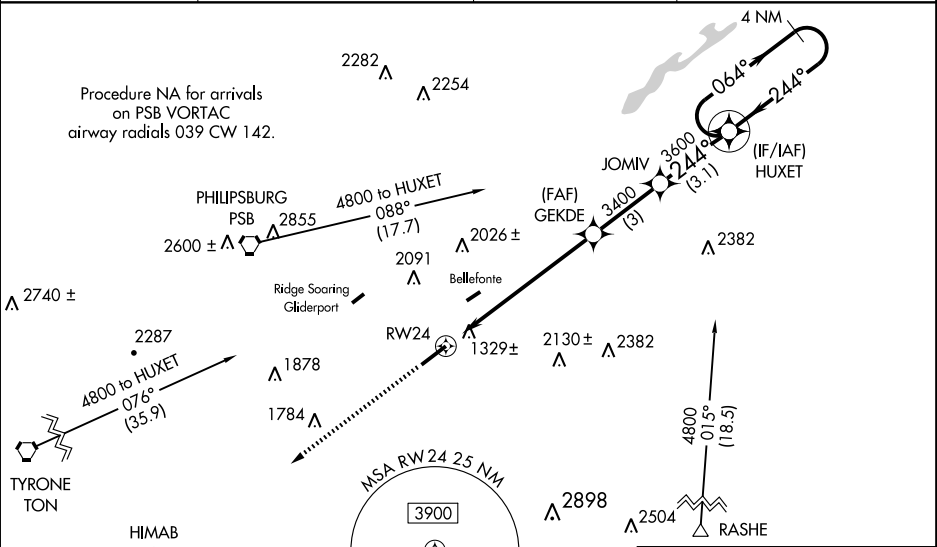 4 NM
2282
2254
064°
244°
Procedure NA for arrivals
on PSB VORTAC
airway radials 039 CW 142.
(IF/IAF)
HUXET
3600
244°
(3.1)
JOMIV
(FAF)
GEKDE
3400
(3)
PHILIPSBURG
PSB
4800 to HUXET
088°
(17.7)
2855
2600 ±
2026 ±
2382
2091
Bellefonte
Ridge Soaring
Gliderport
2740 ±
RW24
1329±
2130 ±
2382
2287
4800 to HUXET
076°
(35.9)
1878
1784
4800
015°
(18.5)
TYRONE
TON
MSA RW 24 25 NM
3900
2898
2504
RASHE
HIMAB